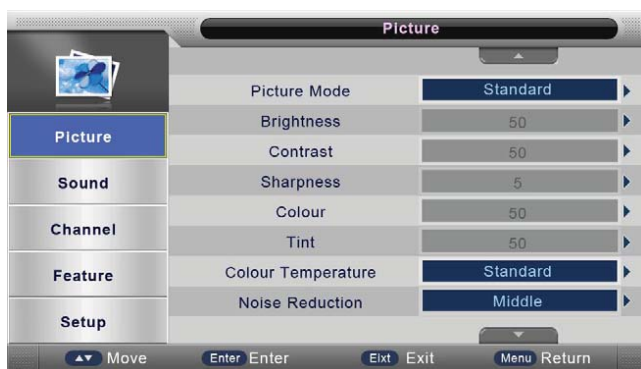 Picture
Picture Mode Standard
Brightness 50
Picture
Contrast 50
Sound
Sharpness 5
Colour 50
Channel
Tint 50
Feature
Colour Temperature Standard
Noise Reduction Middle
Setup
Move Enter Enter Eixt Exit Menu Return